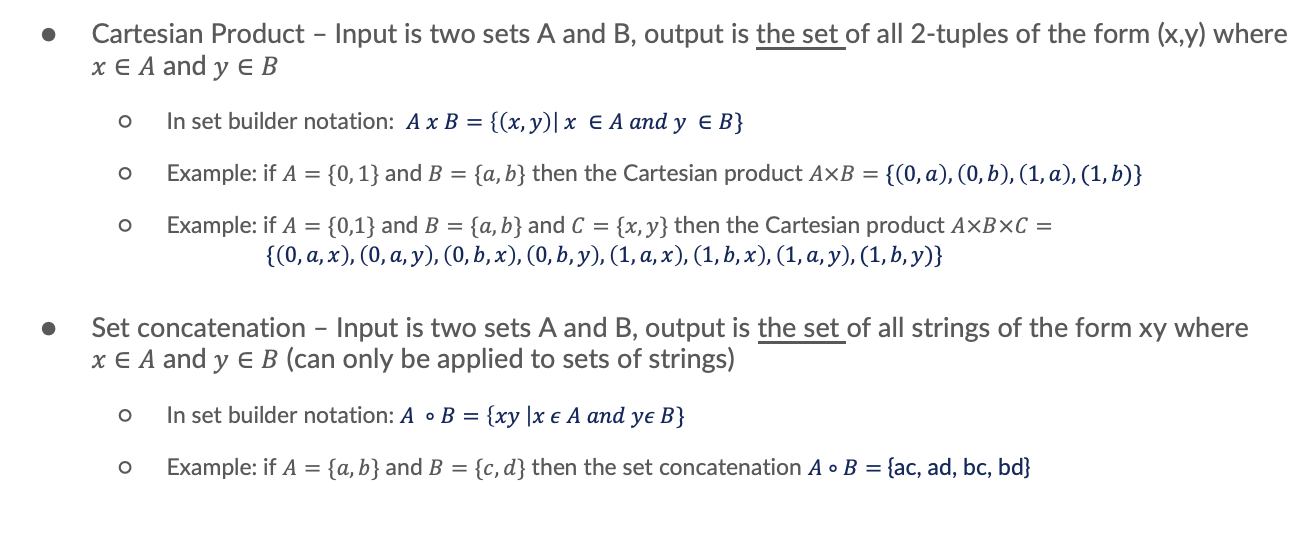 ● Cartesian Product – Input is two sets A and B, output is the set of all 2-tuples of the form (x,y) where
x ∈ A and y ∈ B
○ In set builder notation: A x B = {(x, y)| x ∈ A and y ∈ B}
○ Example: if A = {0, 1} and B = {a, b} then the Cartesian product A×B = {(0, a), (0, b), (1, a), (1, b)}
○ Example: if A = {0,1} and B = {a, b} and C = {x, y} then the Cartesian product A×B×C =
{(0, a, x), (0, a, y), (0, b, x), (0, b, y), (1, a, x), (1, b, x), (1, a, y), (1, b, y)}
● Set concatenation – Input is two sets A and B, output is the set of all strings of the form xy where
x ∈ A and y ∈ B (can only be applied to sets of strings)
○ In set builder notation: A ∘ B = {xy |x ϵ A and yϵ B}
○ Example: if A = {a, b} and B = {c, d} then the set concatenation A ∘ B = {ac, ad, bc, bd}